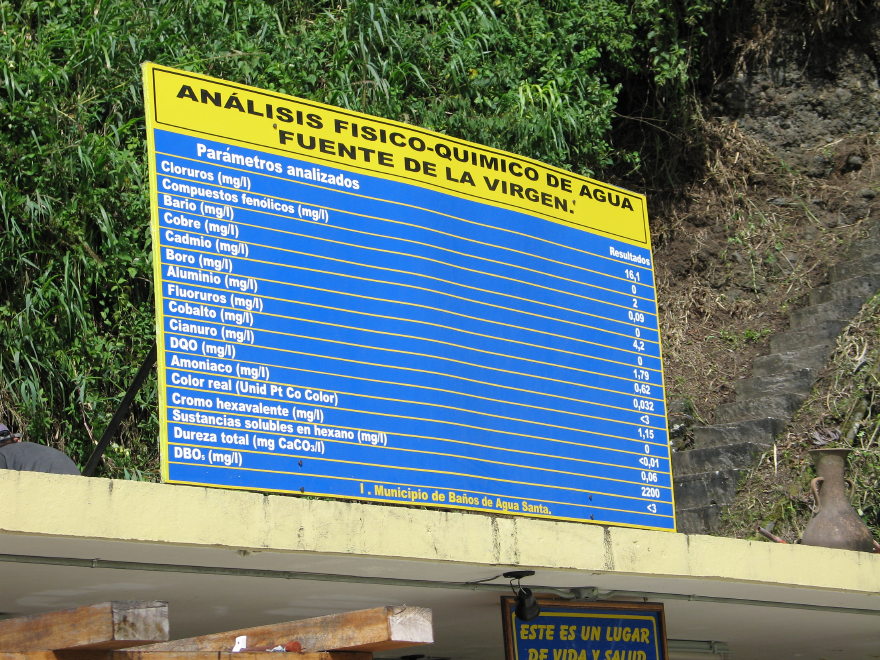 ANÁLISIS FISICO-QUIMICO DE AGUA
FUENTE DE LA VIRGEN.
Parámetros analizados Resultados
Cloruros (mg/l) 16,1
Compuestos fenólicos (mg/l) 0
Bario (mg/l) 2
Cobre (mg/l) 0,09
Cadmio (mg/l) 0
Boro (mg/l) 4,2
Aluminio (mg/l) 0
Fluoruros (mg/l) 1,79
Cobalto (mg/l) 0,62
Cianuro (mg/l) 0,032
DQO (mg/l) <3
Amoniaco (mg/l) 1,15
Color real (Unid Pt Co Color) 0
Cromo hexavalente (mg/l) <0,01
Sustancias solubles en hexano (mg/l) 0,06
Dureza total (mg CaCO₃/l) 2200
DBO₅ (mg/l) <3
I . Municipio de Baños de Agua Santa.
ESTE ES UN LUGAR
DE VIDA Y SALUD